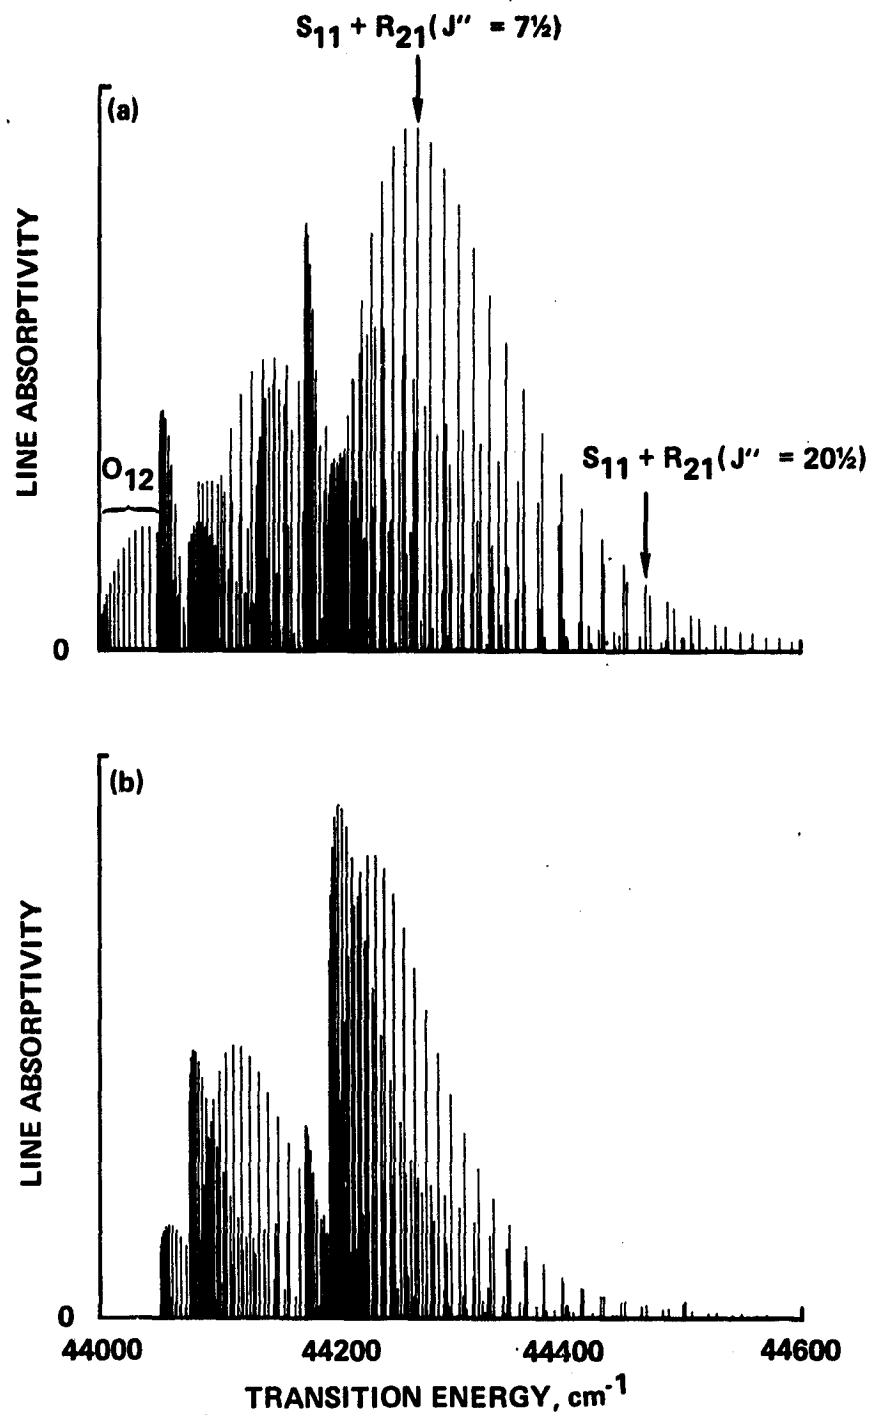 S11 + R21(J″ = 7½)
(a)
LINE ABSORPTIVITY
O12
S11 + R21(J″ = 20½)
0
(b)
LINE ABSORPTIVITY
0
44000 44200 44400 44600
TRANSITION ENERGY, cm-1